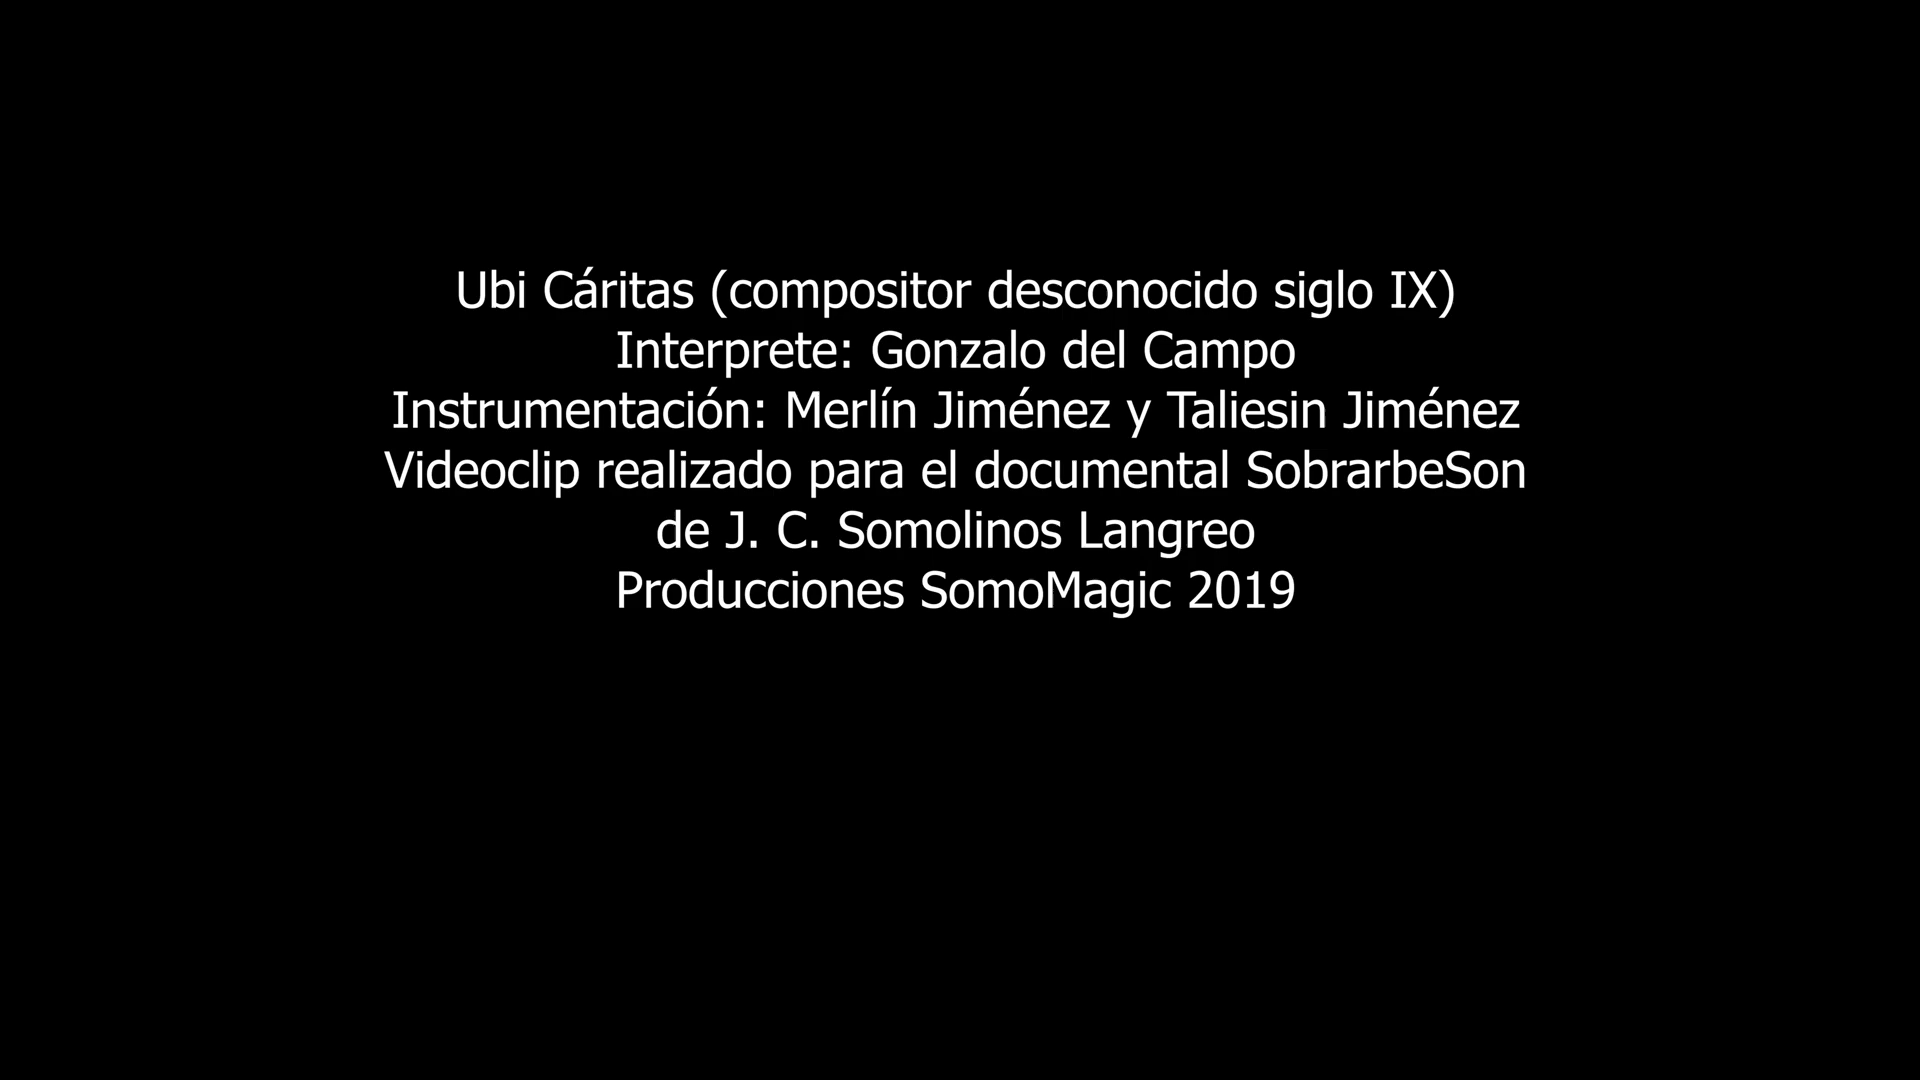 Ubi Cáritas (compositor desconocido siglo IX)
Interprete: Gonzalo del Campo
Instrumentación: Merlín Jiménez y Taliesin Jiménez
Videoclip realizado para el documental SobrarbeSon
de J. C. Somolinos Langreo
Producciones SomoMagic 2019